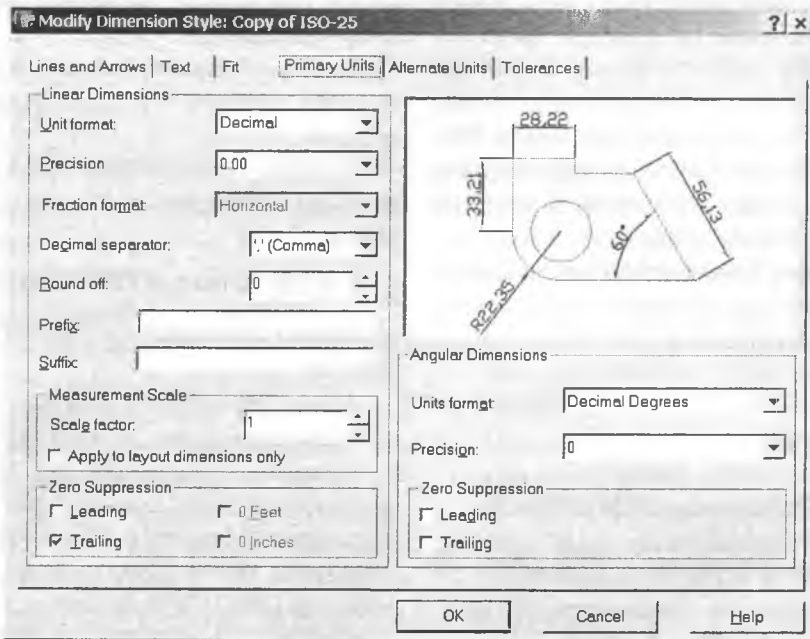 Modify Dimension Style: Copy of ISO-25
Lines and Arrows Text Fit Primary Units Alternate Units Tolerances
Linear Dimensions
Unit format: Decimal
Precision 0.00
Fraction format Horizontal
Decimal separator: ',' (Comma)
Round off: 0
Prefix:
Suffix:
Measurement Scale
Scale factor: 1
Apply to layout dimensions only
Zero Suppression
Leading 0 Feet
Trailing 0 Inches
28,22
33,21
56,13
60°
R22,35
Angular Dimensions
Units format: Decimal Degrees
Precision: 0
Zero Suppression
Leading
Trailing
OK Cancel Help